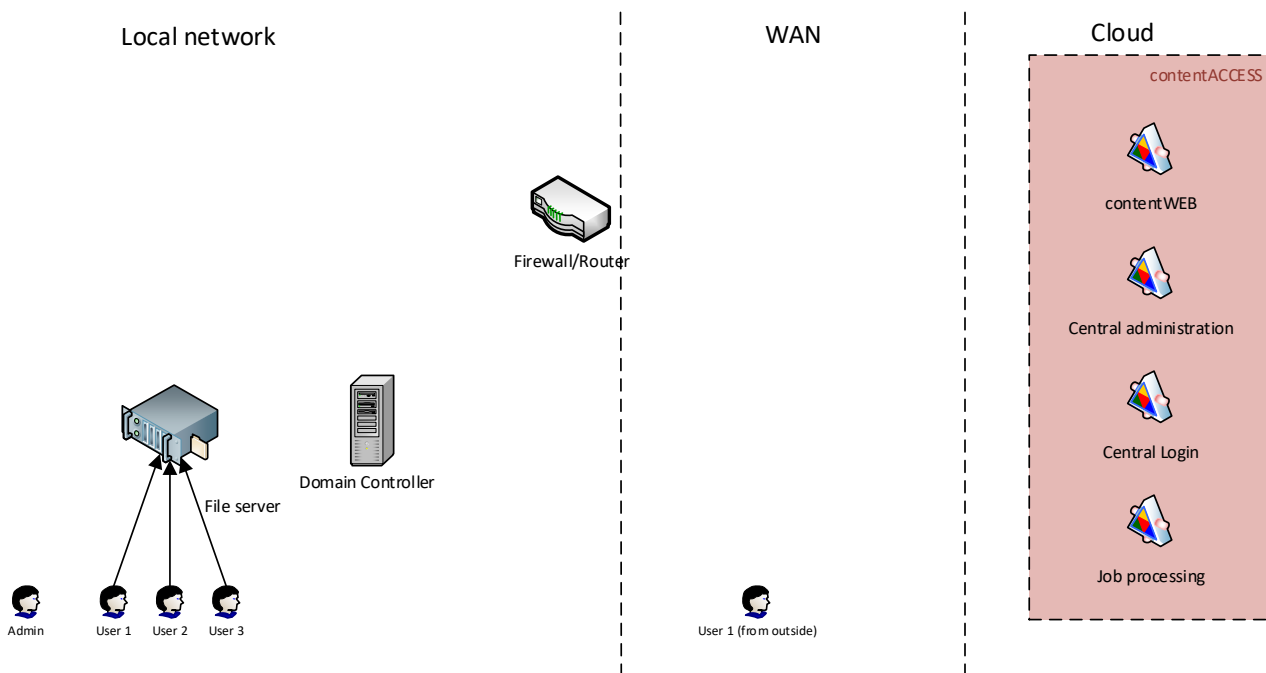 Local network
WAN
Cloud
contentACCESS
contentWEB
Firewall/Router
Central administration
Central Login
Domain Controller
File server
Job processing
Admin
User 1
User 2
User 3
User 1 (from outside)